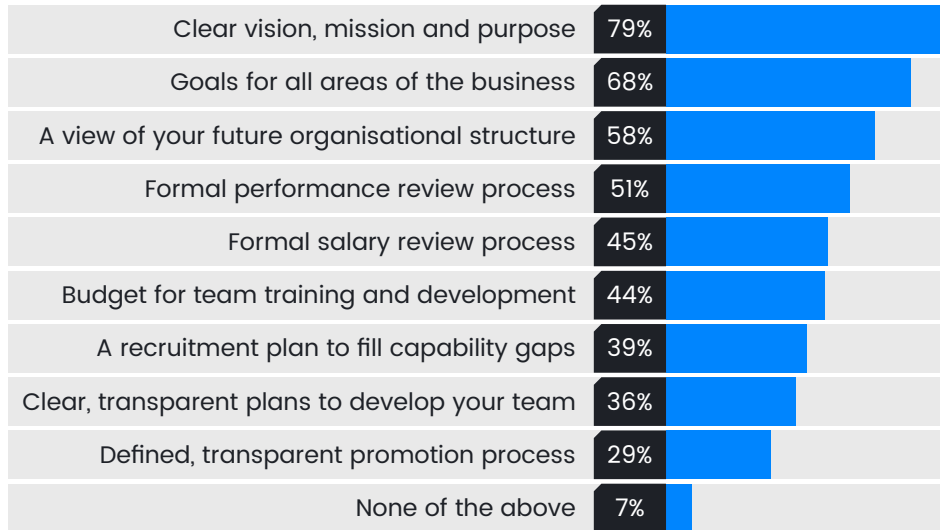 Clear vision, mission and purpose 79%
Goals for all areas of the business 68%
A view of your future organisational structure 58%
Formal performance review process 51%
Formal salary review process 45%
Budget for team training and development 44%
A recruitment plan to fill capability gaps 39%
Clear, transparent plans to develop your team 36%
Defined, transparent promotion process 29%
None of the above 7%